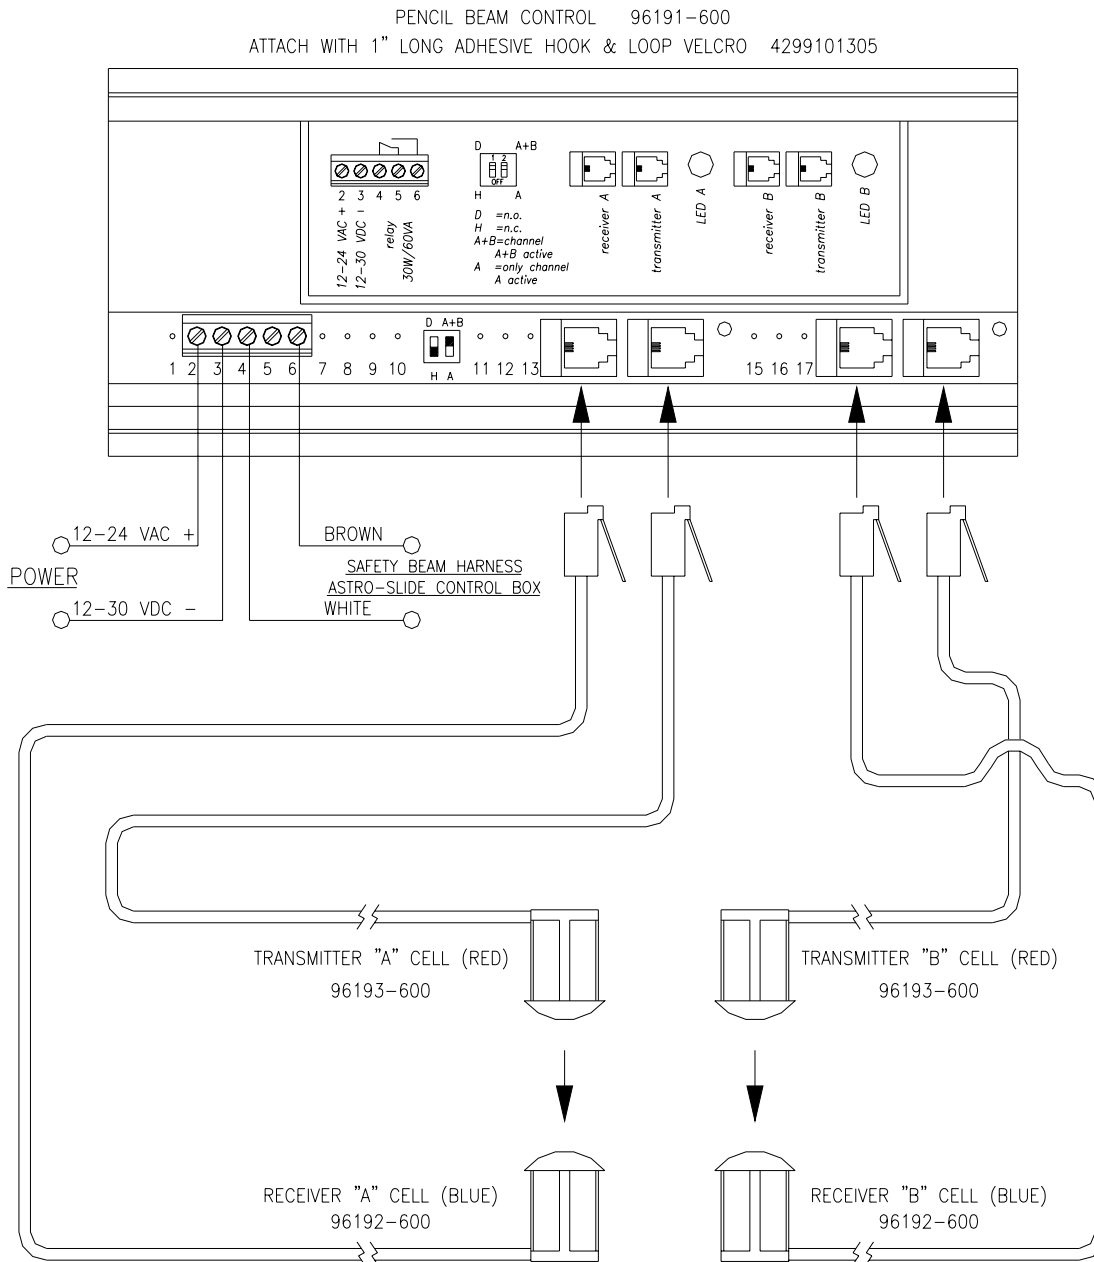 PENCIL BEAM CONTROL 96191-600
ATTACH WITH 1" LONG ADHESIVE HOOK & LOOP VELCRO 4299101305
D A+B
1 2
OFF
H A
2 3 4 5 6
12-24 VAC +
12-30 VDC -
relay
30W/60VA
D =n.o.
H =n.c.
A+B=channel
A+B active
A =only channel
A active
receiver A
transmitter A
LED A
receiver B
transmitter B
LED B
D A+B
1 2 3 4 5 6 7 8 9 10 11 12 13 15 16 17
H A
12-24 VAC +
BROWN
POWER
SAFETY BEAM HARNESS
ASTRO-SLIDE CONTROL BOX
12-30 VDC -
WHITE
TRANSMITTER "A" CELL (RED)
96193-600
TRANSMITTER "B" CELL (RED)
96193-600
RECEIVER "A" CELL (BLUE)
96192-600
RECEIVER "B" CELL (BLUE)
96192-600